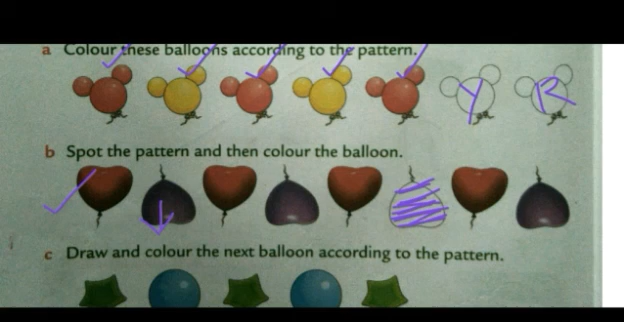 a Colour these balloons according to the pattern.
Y R
b Spot the pattern and then colour the balloon.
c Draw and colour the next balloon according to the pattern.